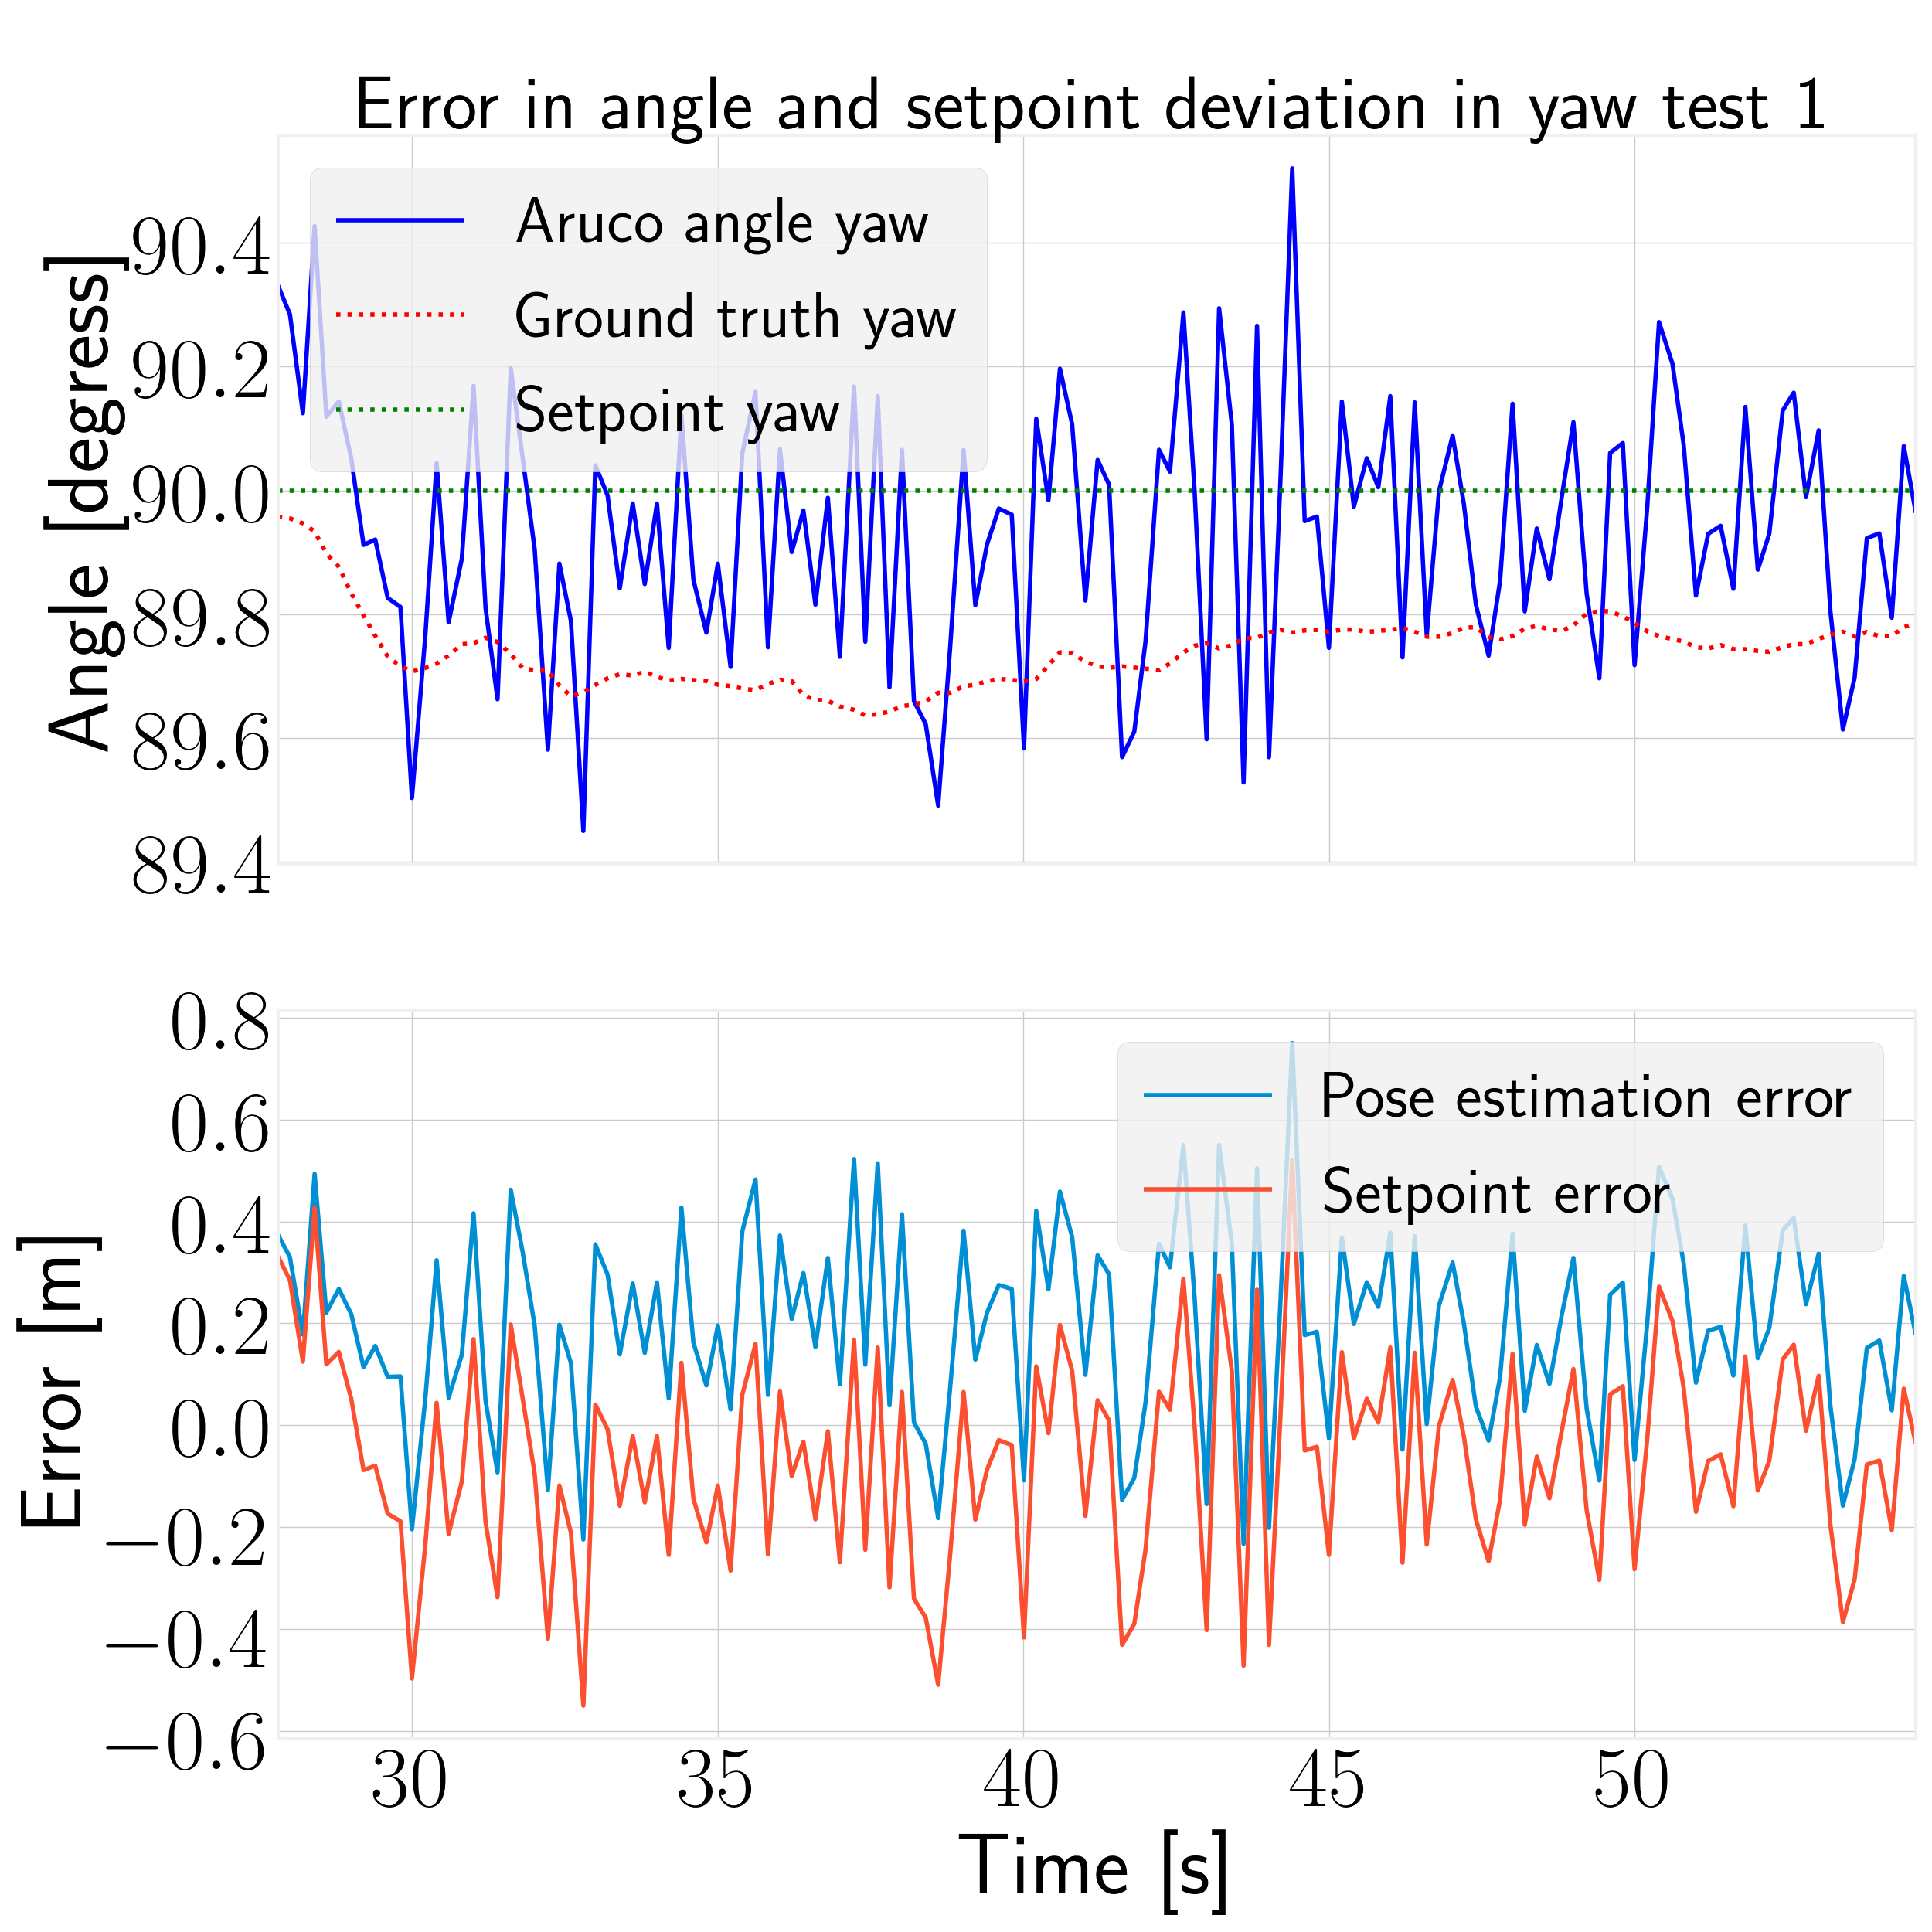 Error in angle and setpoint deviation in yaw test 1
Angle [degress]
90.4
90.2
90.0
89.8
89.6
89.4
Aruco angle yaw
Ground truth yaw
Setpoint yaw
Error [m]
0.8
0.6
0.4
0.2
0.0
−0.2
−0.4
−0.6
Pose estimation error
Setpoint error
30 35 40 45 50
Time [s]